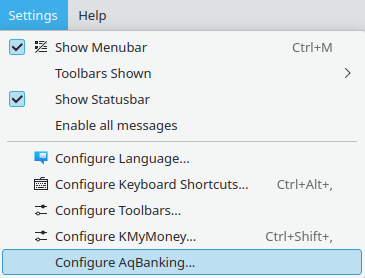 Settings Help
Show Menubar Ctrl+M
Toolbars Shown
Show Statusbar
Enable all messages
Configure Language...
Configure Keyboard Shortcuts... Ctrl+Alt+,
Configure Toolbars...
Configure KMyMoney... Ctrl+Shift+,
Configure AqBanking...